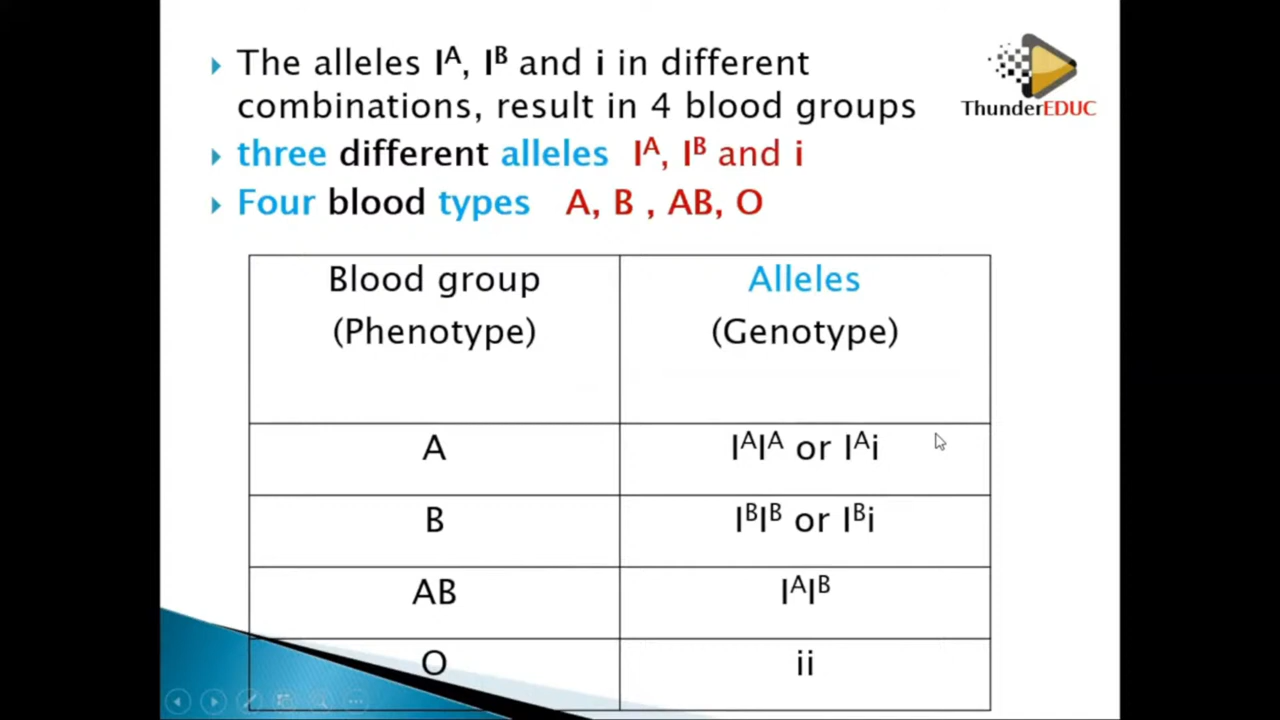 The alleles Iᴬ, Iᴮ and i in different
combinations, result in 4 blood groups
ThunderEDUC
three different alleles Iᴬ, Iᴮ and i
Four blood types A, B , AB, O
Blood group
(Phenotype)
Alleles
(Genotype)
A
IᴬIᴬ or Iᴬi
B
IᴮIᴮ or Iᴮi
AB
IᴬIᴮ
O
ii